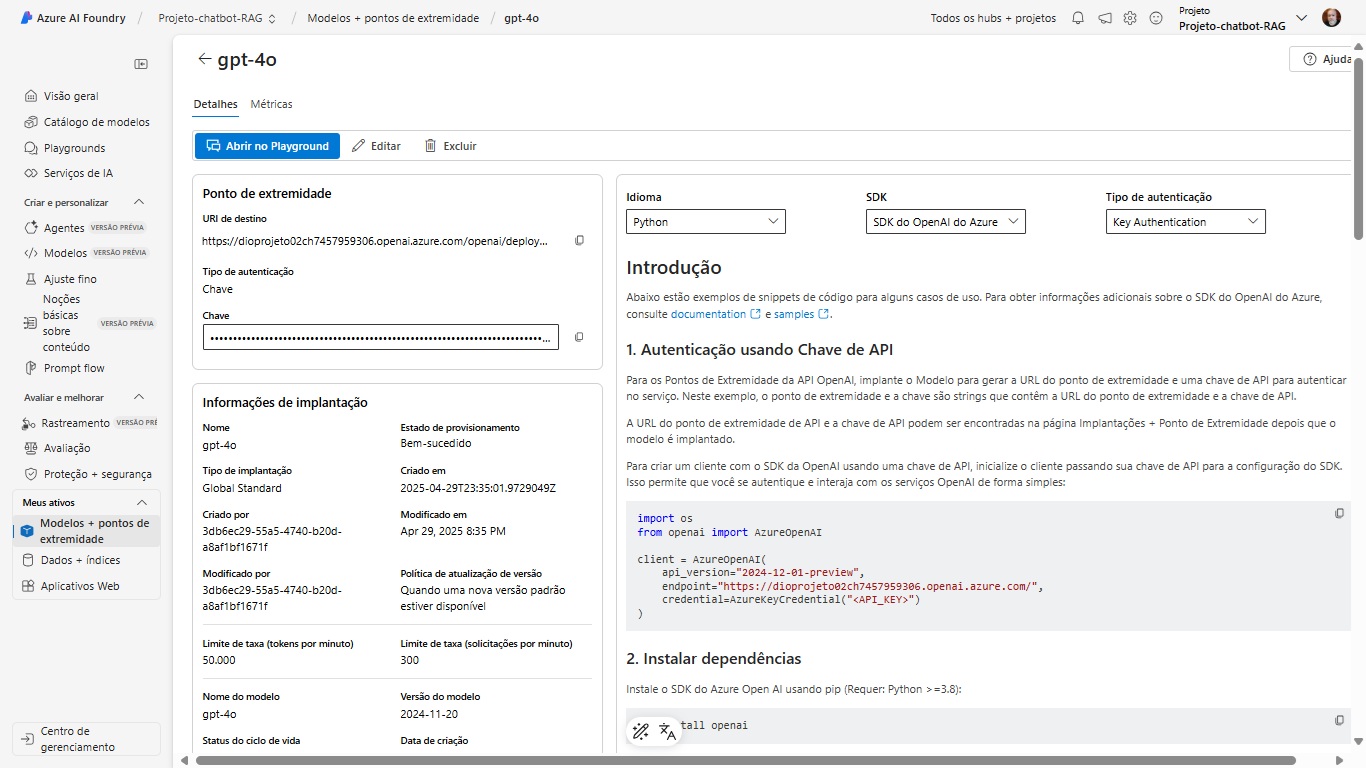 Azure AI Foundry / Projeto-chatbot-RAG / Modelos + pontos de extremidade / gpt-4o
Todos os hubs + projetos
Projeto
Projeto-chatbot-RAG
Visão geral
Catálogo de modelos
Playgrounds
Serviços de IA
Criar e personalizar
Agentes VERSÃO PRÉVIA
Modelos VERSÃO PRÉVIA
Ajuste fino
Noções
básicas
sobre
conteúdo
VERSÃO PRÉVIA
Prompt flow
Avaliar e melhorar
Rastreamento VERSÃO PRÉ
Avaliação
Proteção + segurança
Meus ativos
Modelos + pontos de
extremidade
Dados + índices
Aplicativos Web
Centro de
gerenciamento
gpt-4o
Ajuda
Detalhes Métricas
Abrir no Playground Editar Excluir
Ponto de extremidade
URI de destino
https://dioprojeto02ch7457959306.openai.azure.com/openai/deploy...
Tipo de autenticação
Chave
Chave
Informações de implantação
Nome
gpt-4o
Estado de provisionamento
Bem-sucedido
Tipo de implantação
Global Standard
Criado em
2025-04-29T23:35:01.9729049Z
Criado por
3db6ec29-55a5-4740-b20d-
a8af1bf1671f
Modificado em
Apr 29, 2025 8:35 PM
Modificado por
3db6ec29-55a5-4740-b20d-
a8af1bf1671f
Política de atualização de versão
Quando uma nova versão padrão
estiver disponível
Limite de taxa (tokens por minuto)
50.000
Limite de taxa (solicitações por minuto)
300
Nome do modelo
gpt-4o
Versão do modelo
2024-11-20
Status do ciclo de vida
Data de criação
Idioma
Python
SDK
SDK do OpenAI do Azure
Tipo de autenticação
Key Authentication
Introdução
Abaixo estão exemplos de snippets de código para alguns casos de uso. Para obter informações adicionais sobre o SDK do OpenAI do Azure,
consulte documentation e samples.
1. Autenticação usando Chave de API
Para os Pontos de Extremidade da API OpenAI, implante o Modelo para gerar a URL do ponto de extremidade e uma chave de API para autenticar
no serviço. Neste exemplo, o ponto de extremidade e a chave são strings que contêm a URL do ponto de extremidade e a chave de API.
A URL do ponto de extremidade de API e a chave de API podem ser encontradas na página Implantações + Ponto de Extremidade depois que o
modelo é implantado.
Para criar um cliente com o SDK da OpenAI usando uma chave de API, inicialize o cliente passando sua chave de API para a configuração do SDK.
Isso permite que você se autentique e interaja com os serviços OpenAI de forma simples:
import os
from openai import AzureOpenAI
client = AzureOpenAI(
api_version="2024-12-01-preview",
endpoint="https://dioprojeto02ch7457959306.openai.azure.com/",
credential=AzureKeyCredential("<API_KEY>")
)
2. Instalar dependências
Instale o SDK do Azure Open AI usando pip (Requer: Python >=3.8):
tall openai